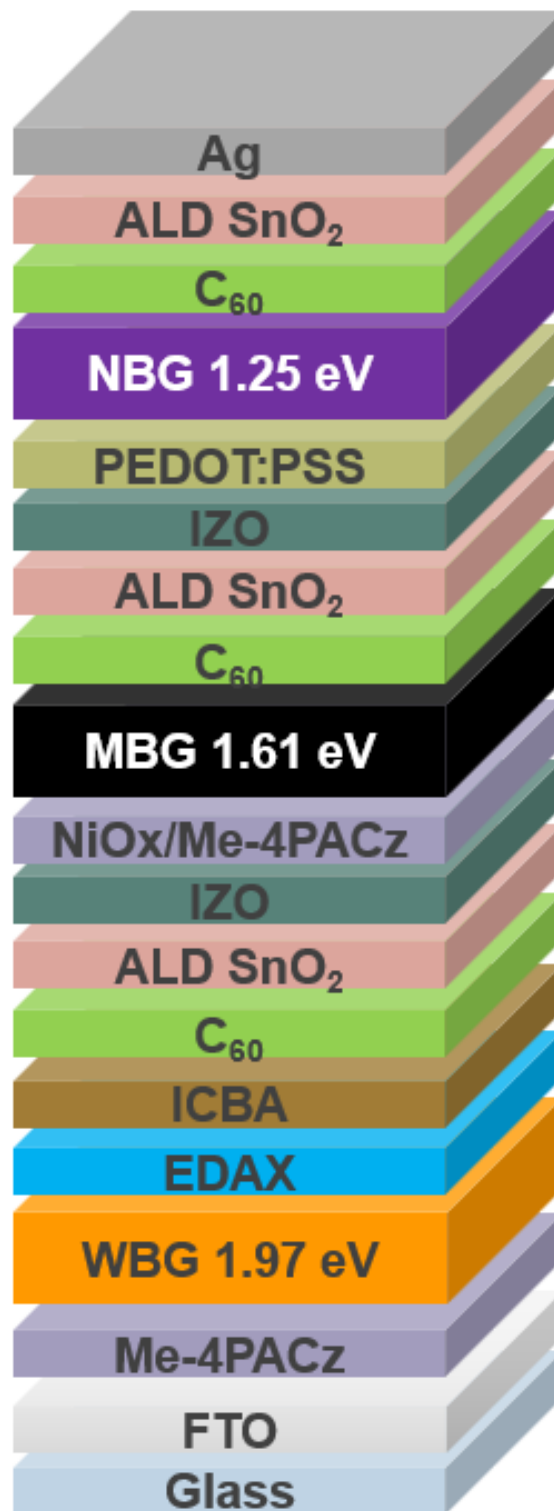 Ag
ALD SnO₂
C₆₀
NBG 1.25 eV
PEDOT:PSS
IZO
ALD SnO₂
C₆₀
MBG 1.61 eV
NiOx/Me-4PACz
IZO
ALD SnO₂
C₆₀
ICBA
EDAX
WBG 1.97 eV
Me-4PACz
FTO
Glass